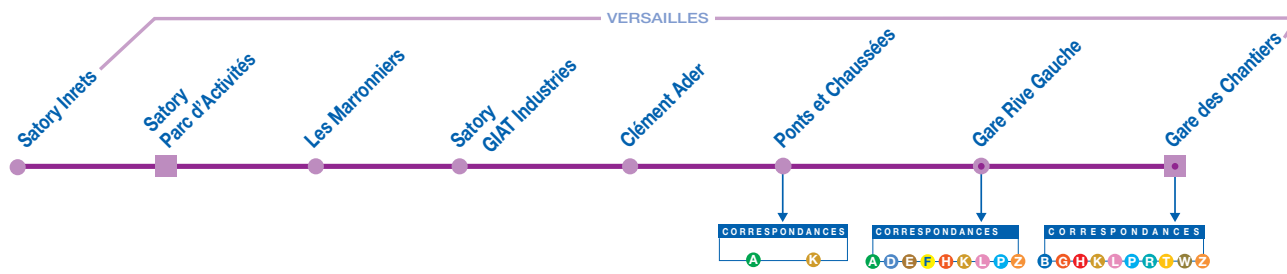 VERSAILLES
Satory Inrets
Satory
Parc d'Activités
Les Marronniers
Satory
GIAT Industries
Clément Ader
Ponts et Chaussées
Gare Rive Gauche
Gare des Chantiers
CORRESPONDANCES
A K
CORRESPONDANCES
A D E F H K L P Z
CORRESPONDANCES
B G H K L P R T W Z